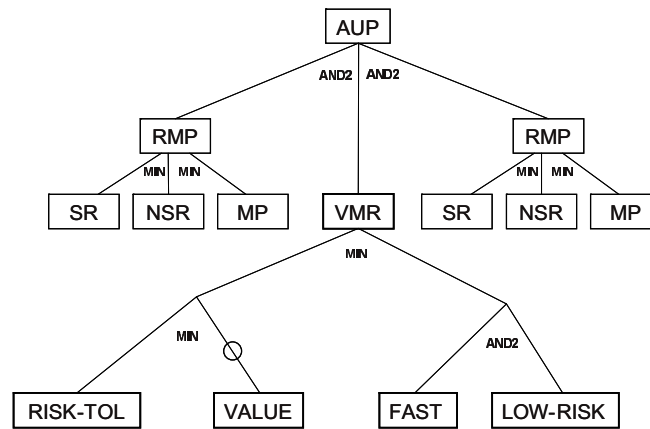 AUP
AND2 AND2
RMP RMP
MIN MIN MIN MIN
SR NSR MP VMR SR NSR MP
MIN
MIN AND2
RISK-TOL VALUE FAST LOW-RISK